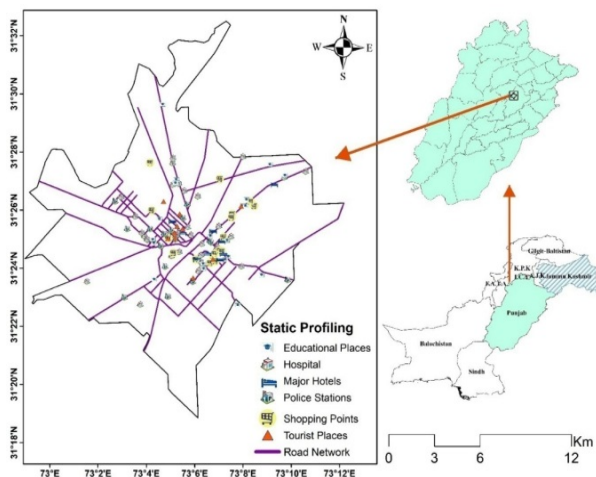 N
W E
S
31°32'N
31°30'N
31°28'N
31°26'N
31°24'N
31°22'N
31°20'N
31°18'N
73°E 73°2'E 73°4'E 73°6'E 73°8'E 73°10'E 73°12'E
Static Profiling
Educational Places
Hospital
Major Hotels
Police Stations
Shopping Points
Tourist Places
Road Network
Gilgit-Baltistan
K.P.K
Punjab
Balochistan
Sindh
Km
0 3 6 12